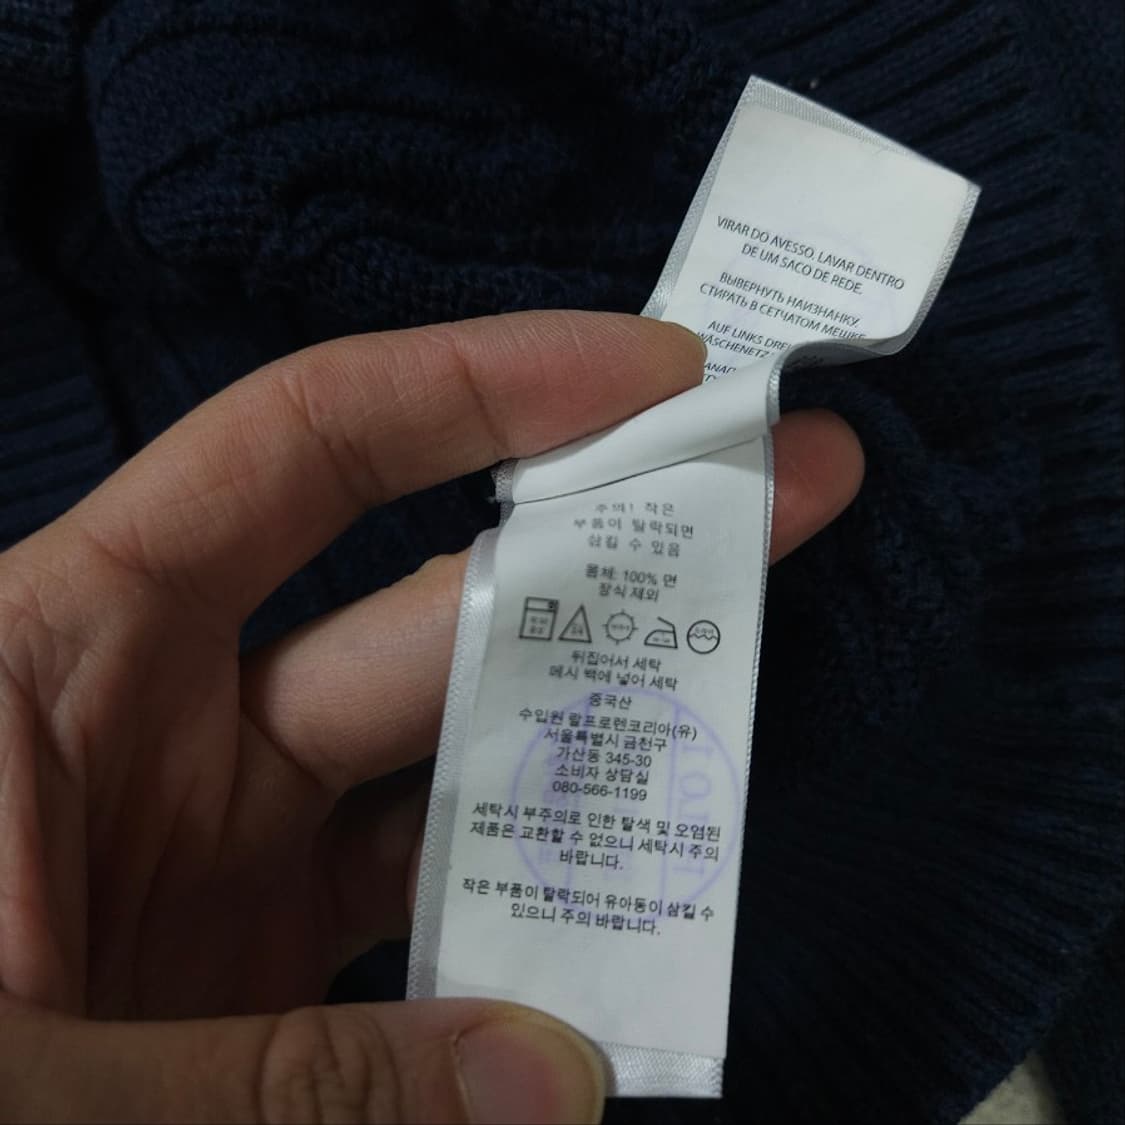 VIRAR DO AVESSO. LAVAR DENTRO
DE UM SACO DE REDE.
ВЫВЕРНУТЬ НАИЗНАНКУ.
СТИРАТЬ В СЕТЧАТОМ МЕШКЕ
AUF LINKS
작은
부품이 탈락되면
삼킬 수 있음
몸체: 100% 면
장식 제외
뒤집어서 세탁
메시 백에 넣어 세탁
중국산
수입원 랄프로렌코리아(유)
서울특별시 금천구
가산동 345-30
소비자 상담실
080-566-1199
세탁시 부주의로 인한 탈색 및 오염된
제품은 교환할 수 없으니 세탁시 주의
바랍니다.
작은 부품이 탈락되어 유아동이 삼킬 수
있으니 주의 바랍니다.